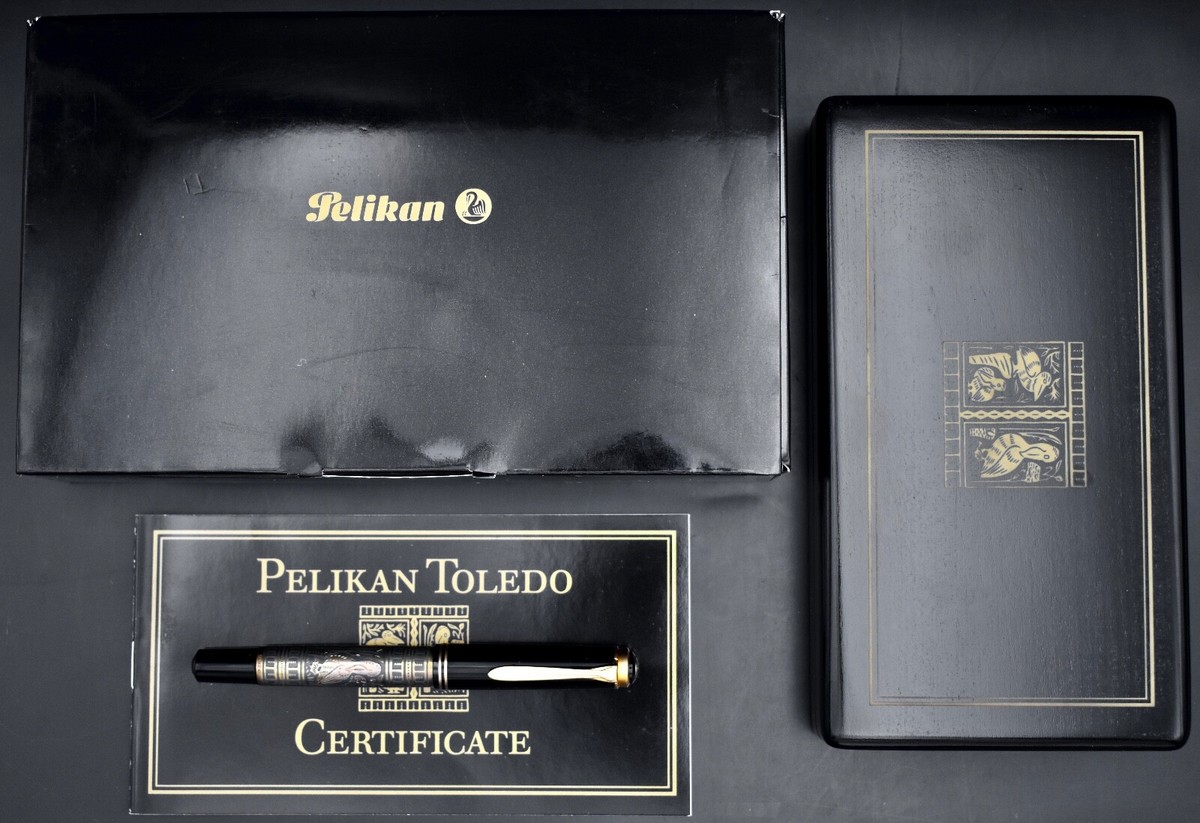 Pelikan
PELIKAN TOLEDO
CERTIFICATE